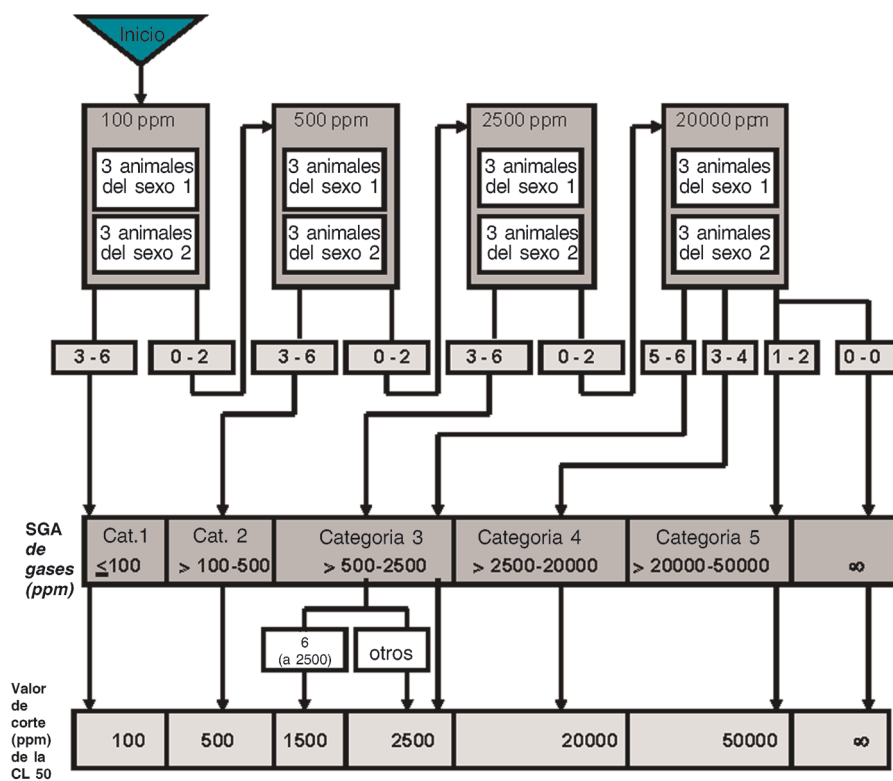 Inicio
100 ppm
500 ppm
2500 ppm
20000 ppm
3 animales
del sexo 1
3 animales
del sexo 1
3 animales
del sexo 1
3 animales
del sexo 1
3 animales
del sexo 2
3 animales
del sexo 2
3 animales
del sexo 2
3 animales
del sexo 2
3 - 6
0 - 2
3 - 6
0 - 2
3 - 6
0 - 2
5 - 6
3 - 4
1 - 2
0 - 0
SGA
de
gases
(ppm)
Cat.1
≤100
Cat. 2
> 100-500
Categoria 3
> 500-2500
Categoria 4
> 2500-20000
Categoria 5
> 20000-50000
∞
6
(a 2500)
otros
Valor
de
corte
(ppm)
de la
CL 50
100
500
1500
2500
20000
50000
∞